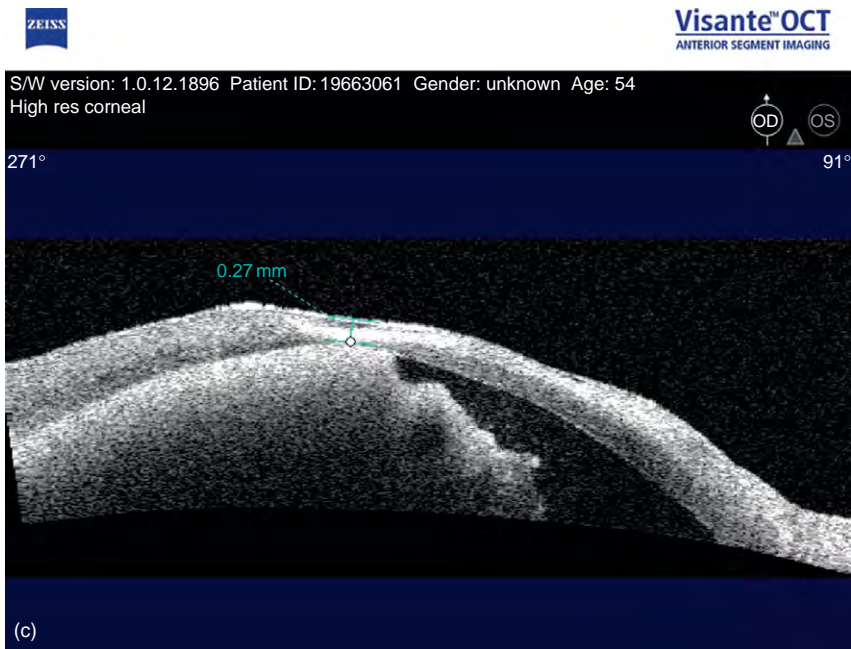 ZEISS
Visante™ OCT
ANTERIOR SEGMENT IMAGING
S/W version: 1.0.12.1896 Patient ID: 19663061 Gender: unknown Age: 54
High res corneal
OD OS
271° 91°
0.27 mm
(c)